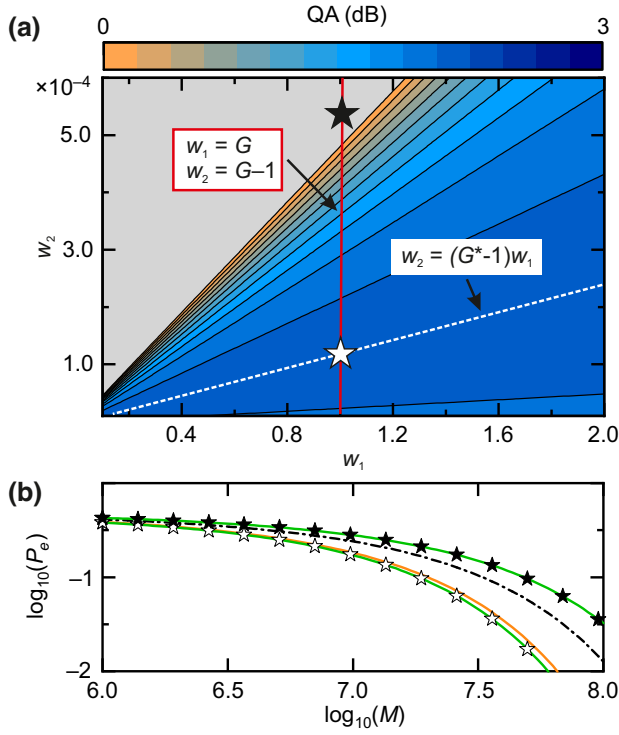 QA (dB)
(a)
0
3
×10⁻⁴
5.0
3.0
1.0
w₂
w₁ = G
w₂ = G–1
w₂ = (G*-1)w₁
0.4
0.8
1.2
1.6
2.0
w₁
(b)
log₁₀(Pₑ)
–1
–2
6.0
6.5
7.0
7.5
8.0
log₁₀(M)